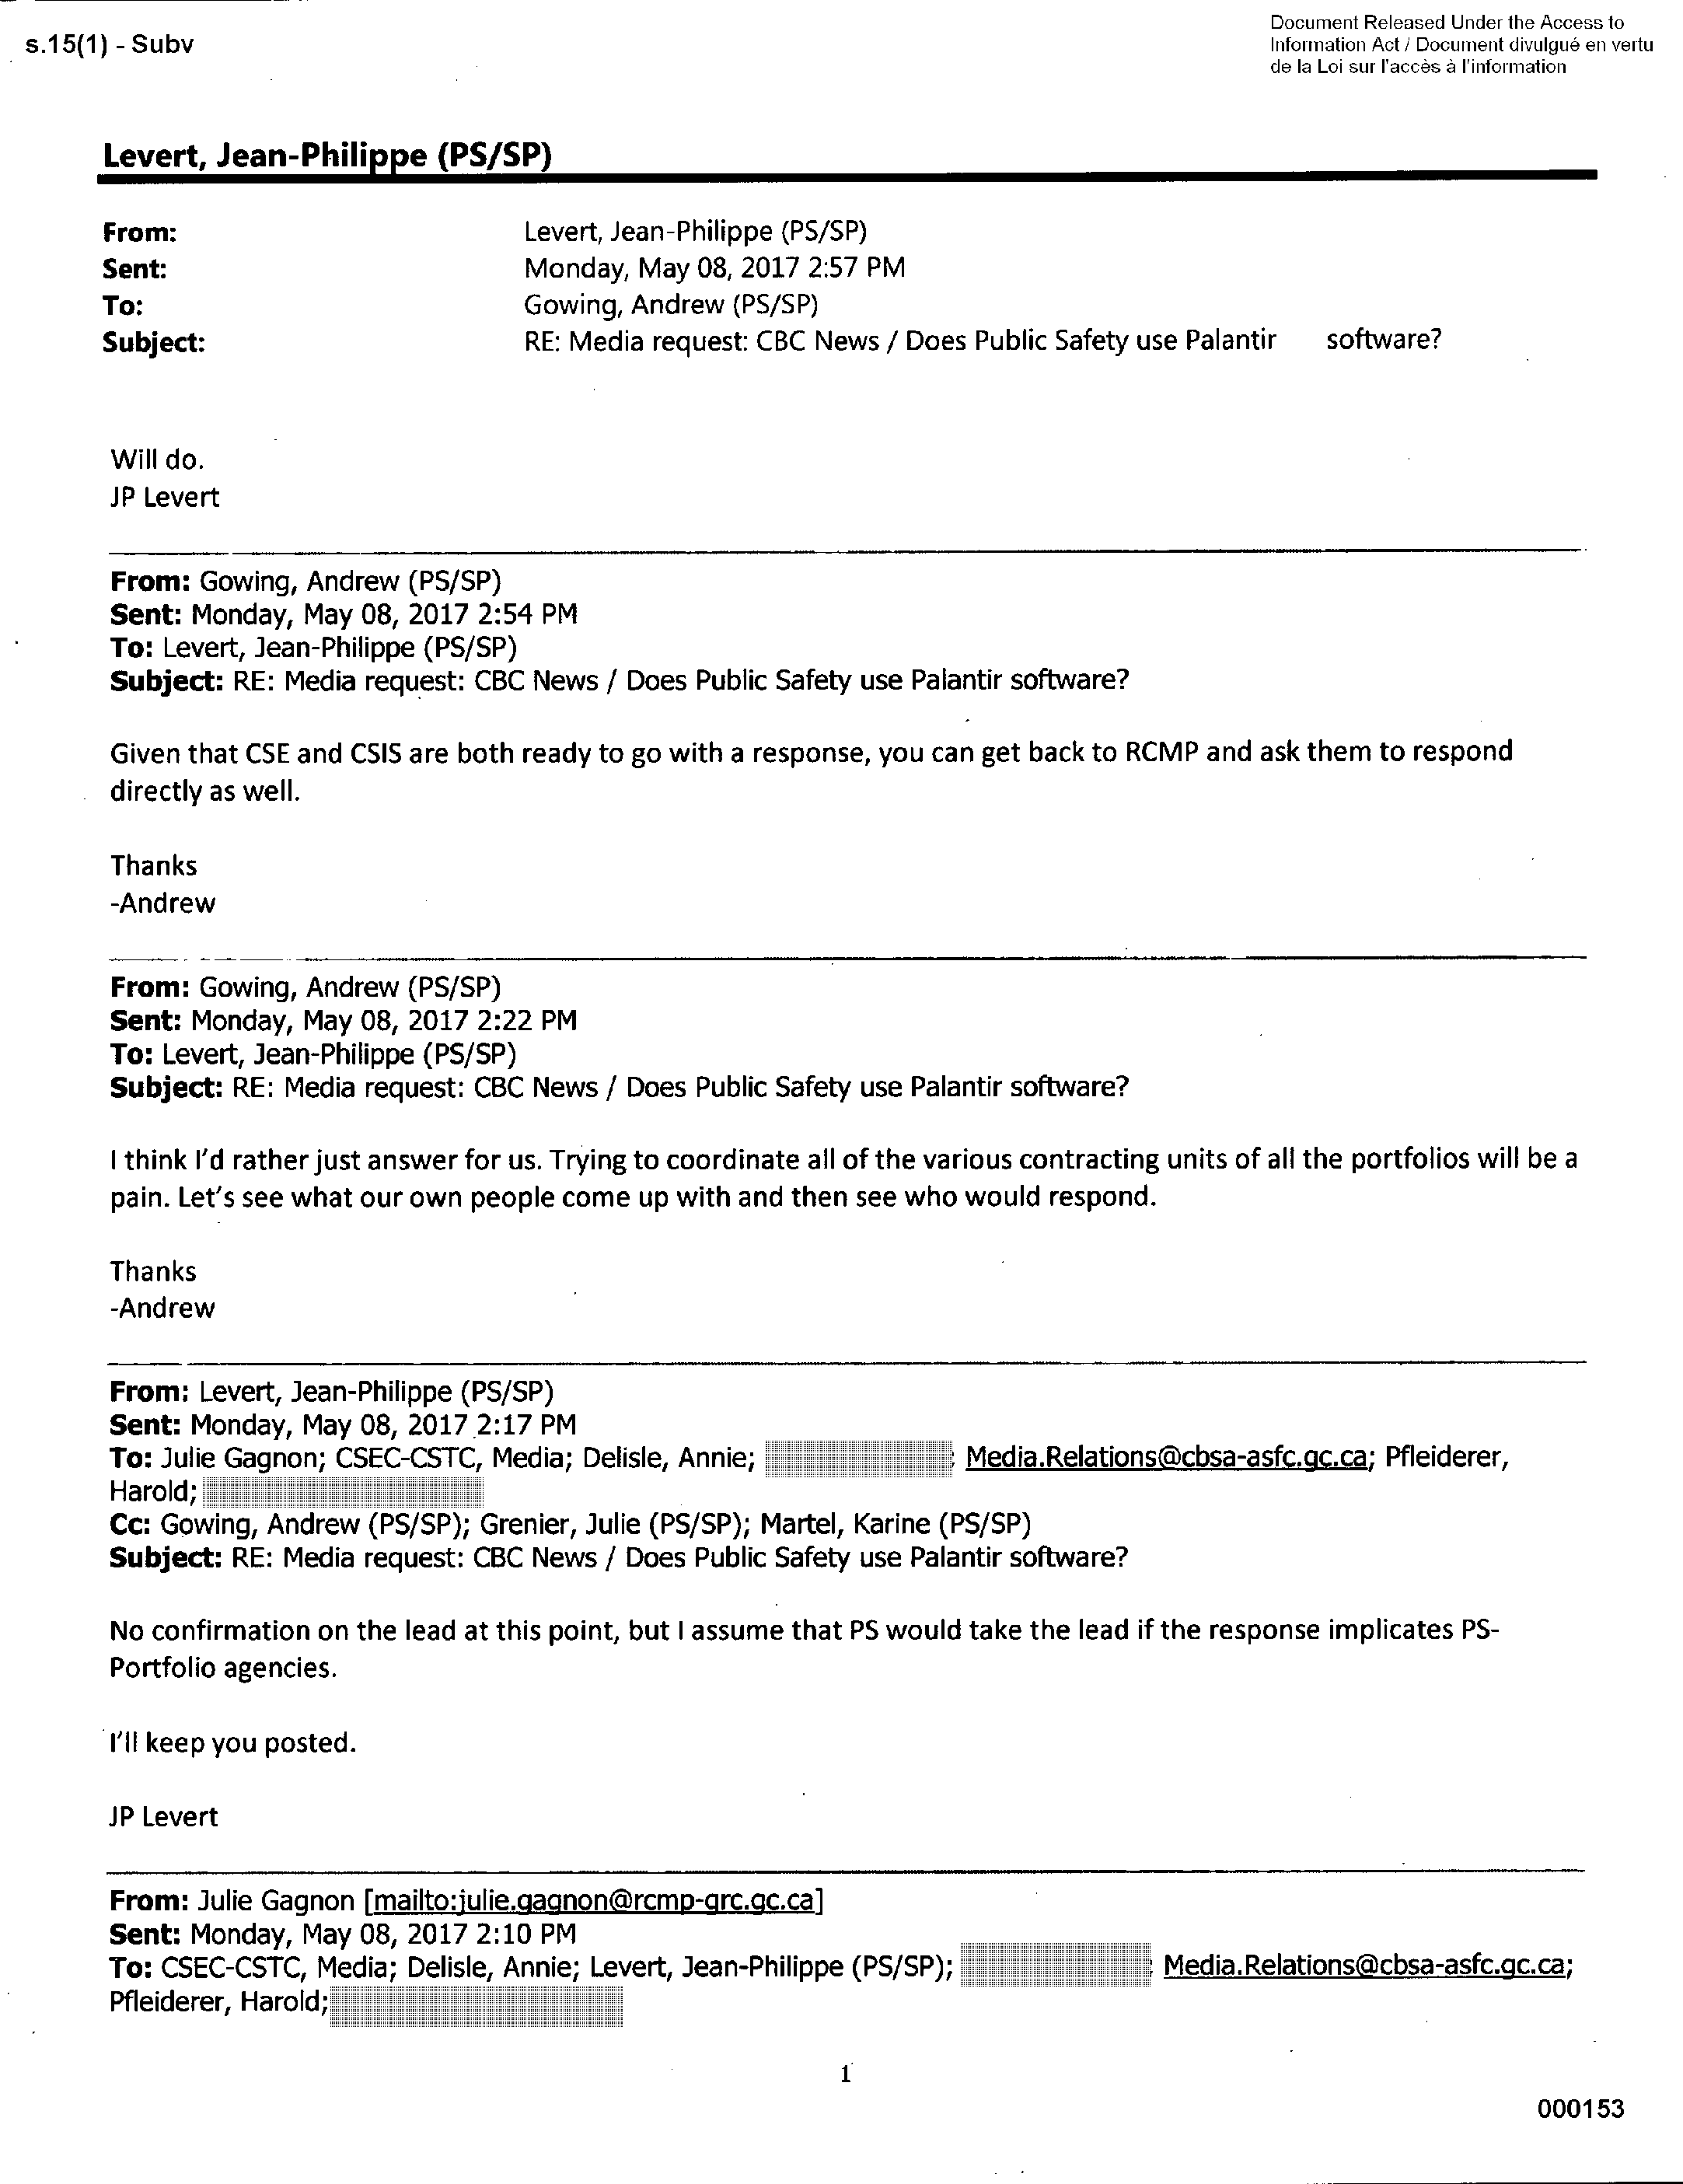 s.15(1) - Subv
Document Released Under the Access to
Information Act / Document divulgué en vertu
de la Loi sur l'accès à l'information
Levert, Jean-Philippe (PS/SP)
From: Levert, Jean-Philippe (PS/SP)
Sent: Monday, May 08, 2017 2:57 PM
To: Gowing, Andrew (PS/SP)
Subject: RE: Media request: CBC News / Does Public Safety use Palantir software?
Will do.
JP Levert
From: Gowing, Andrew (PS/SP)
Sent: Monday, May 08, 2017 2:54 PM
To: Levert, Jean-Philippe (PS/SP)
Subject: RE: Media request: CBC News / Does Public Safety use Palantir software?
Given that CSE and CSIS are both ready to go with a response, you can get back to RCMP and ask them to respond
directly as well.
Thanks
-Andrew
From: Gowing, Andrew (PS/SP)
Sent: Monday, May 08, 2017 2:22 PM
To: Levert, Jean-Philippe (PS/SP)
Subject: RE: Media request: CBC News / Does Public Safety use Palantir software?
I think I'd rather just answer for us. Trying to coordinate all of the various contracting units of all the portfolios will be a
pain. Let's see what our own people come up with and then see who would respond.
Thanks
-Andrew
From: Levert, Jean-Philippe (PS/SP)
Sent: Monday, May 08, 2017 2:17 PM
To: Julie Gagnon; CSEC-CSTC, Media; Delisle, Annie; ; Media.Relations@cbsa-asfc.gc.ca; Pfleiderer,
Harold;
Cc: Gowing, Andrew (PS/SP); Grenier, Julie (PS/SP); Martel, Karine (PS/SP)
Subject: RE: Media request: CBC News / Does Public Safety use Palantir software?
No confirmation on the lead at this point, but I assume that PS would take the lead if the response implicates PS-
Portfolio agencies.
I'll keep you posted.
JP Levert
From: Julie Gagnon [mailto:julie.gagnon@rcmp-grc.gc.ca]
Sent: Monday, May 08, 2017 2:10 PM
To: CSEC-CSTC, Media; Delisle, Annie; Levert, Jean-Philippe (PS/SP); ; Media.Relations@cbsa-asfc.gc.ca;
Pfleiderer, Harold;
1
000153